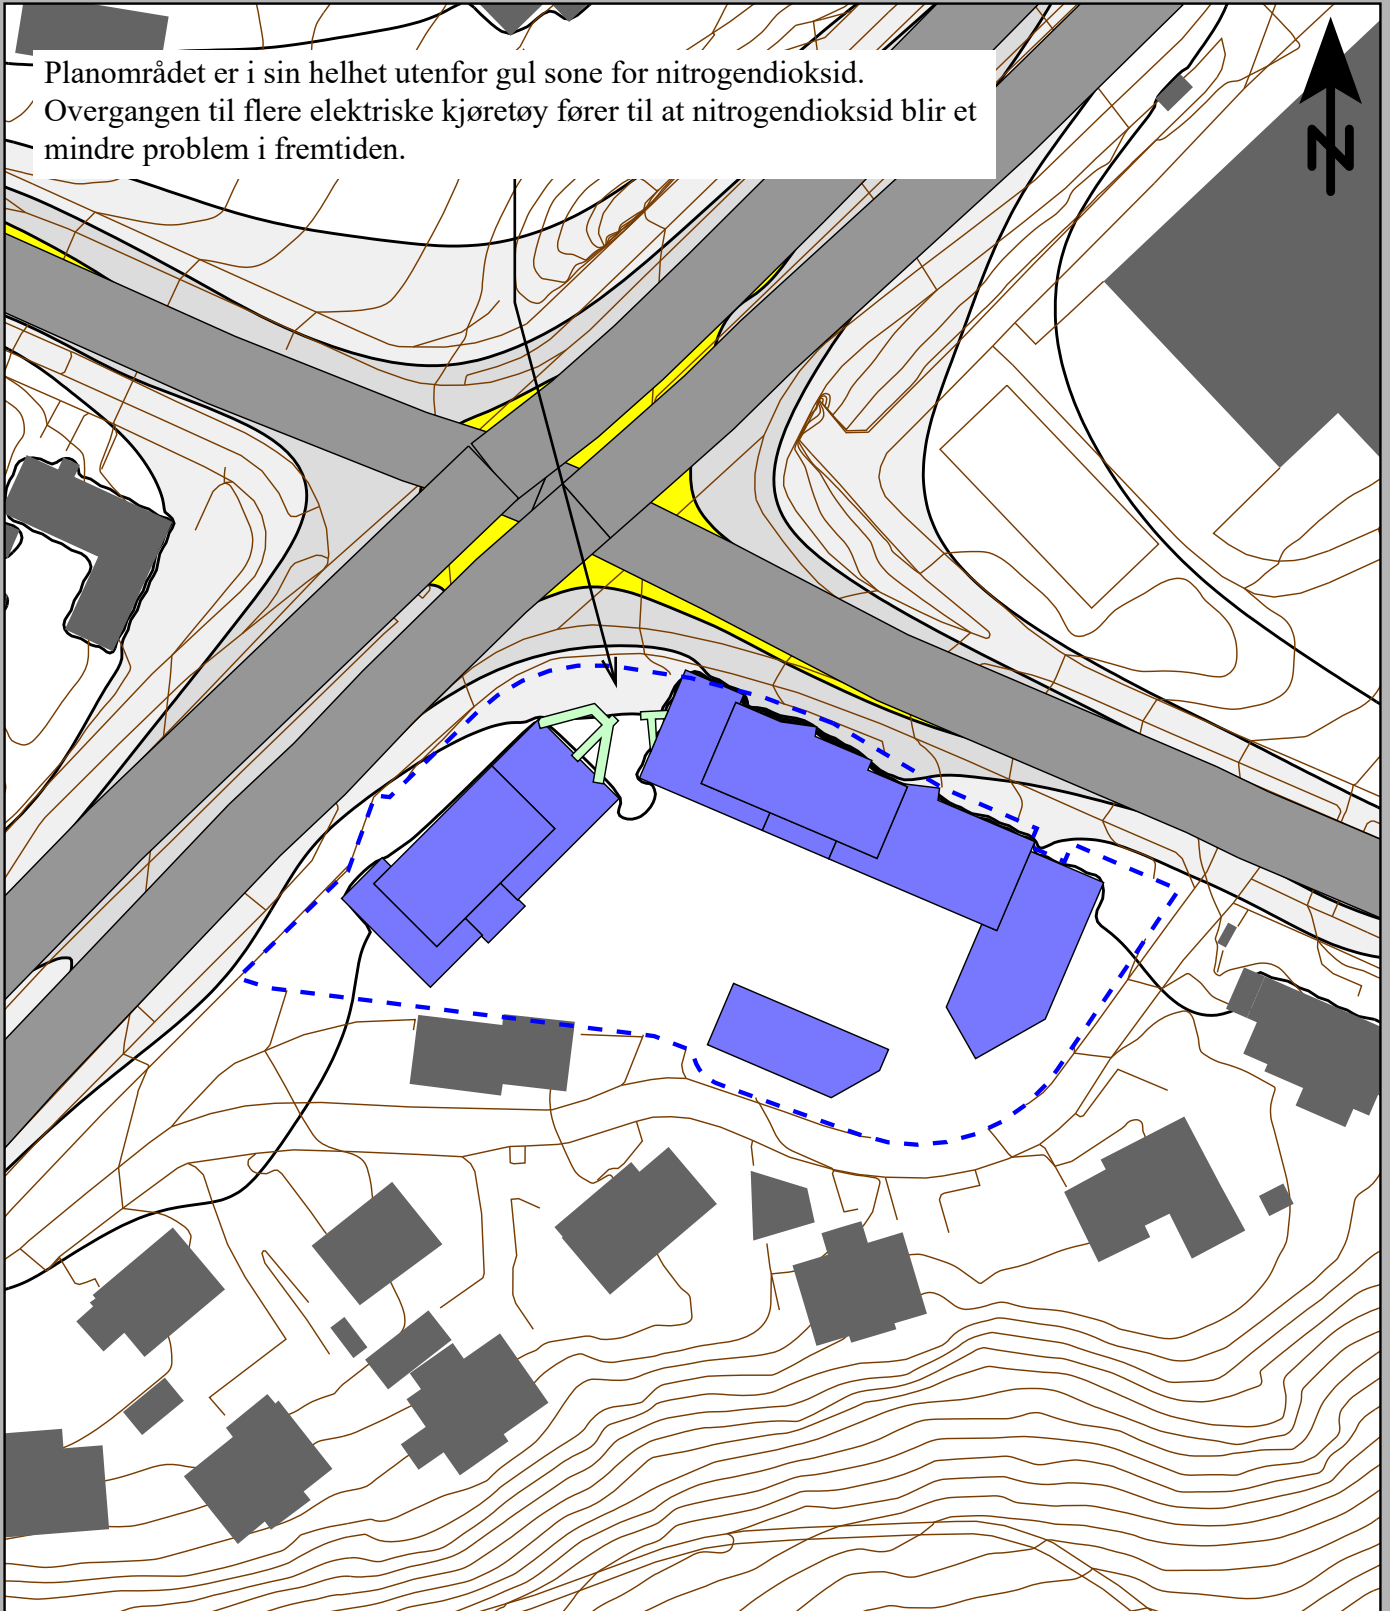 Planområdet er i sin helhet utenfor gul sone for nitrogendioksid.
Overgangen til flere elektriske kjøretøy fører til at nitrogendioksid blir et
mindre problem i fremtiden.
N